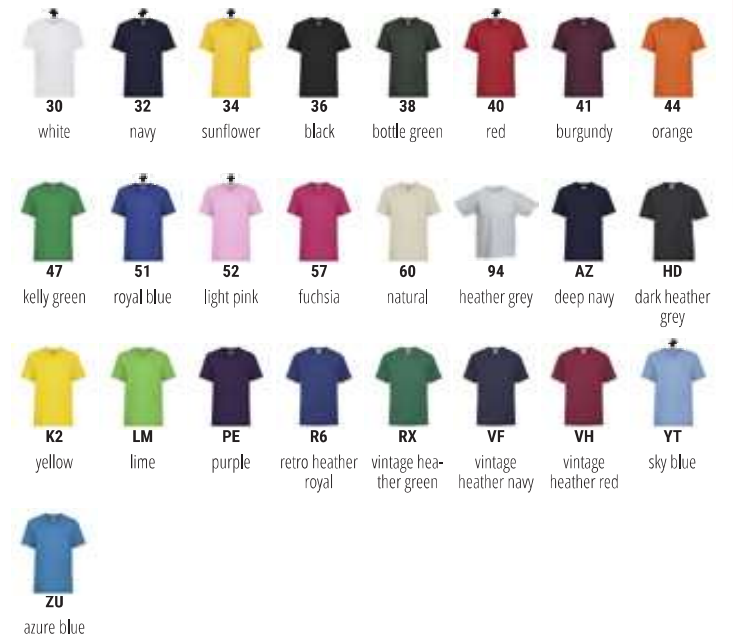 30 32 34 36 38 40 41 44
white navy sunflower black bottle green red burgundy orange
47 51 52 57 60 94 AZ HD
kelly green royal blue light pink fuchsia natural heather grey deep navy dark heather
grey
K2 LM PE R6 RX VF VH YT
yellow lime purple retro heather vintage hea- vintage vintage sky blue
royal ther green heather navy heather red
ZU
azure blue